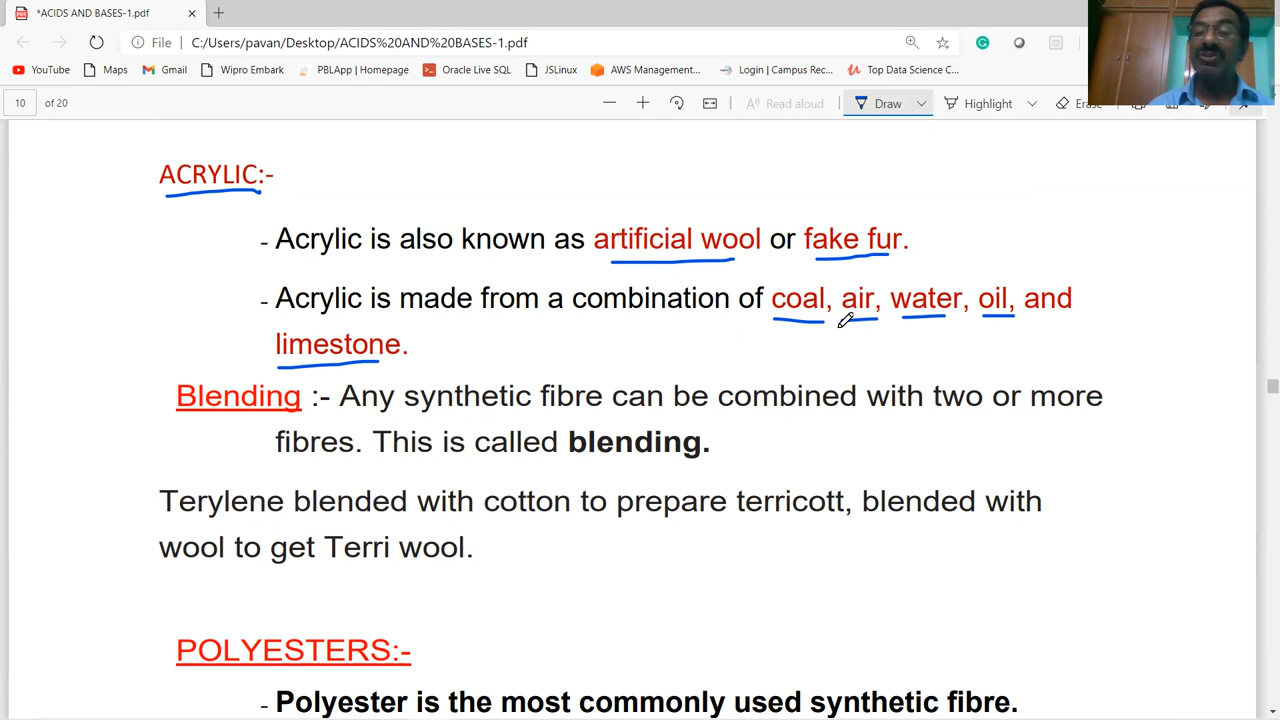 *ACIDS AND BASES-1.pdf
File C:/Users/pavan/Desktop/ACIDS%20AND%20BASES-1.pdf
YouTube Maps Gmail Wipro Embark PBLApp | Homepage Oracle Live SQL JSLinux AWS Management... Login | Campus Rec... Top Data Science C...
10 of 20 Read aloud Draw Highlight Erase
ACRYLIC:-
- Acrylic is also known as artificial wool or fake fur.
- Acrylic is made from a combination of coal, air, water, oil, and
limestone.
Blending :- Any synthetic fibre can be combined with two or more
fibres. This is called blending.
Terylene blended with cotton to prepare terricott, blended with
wool to get Terri wool.
POLYESTERS:-
- Polyester is the most commonly used synthetic fibre.